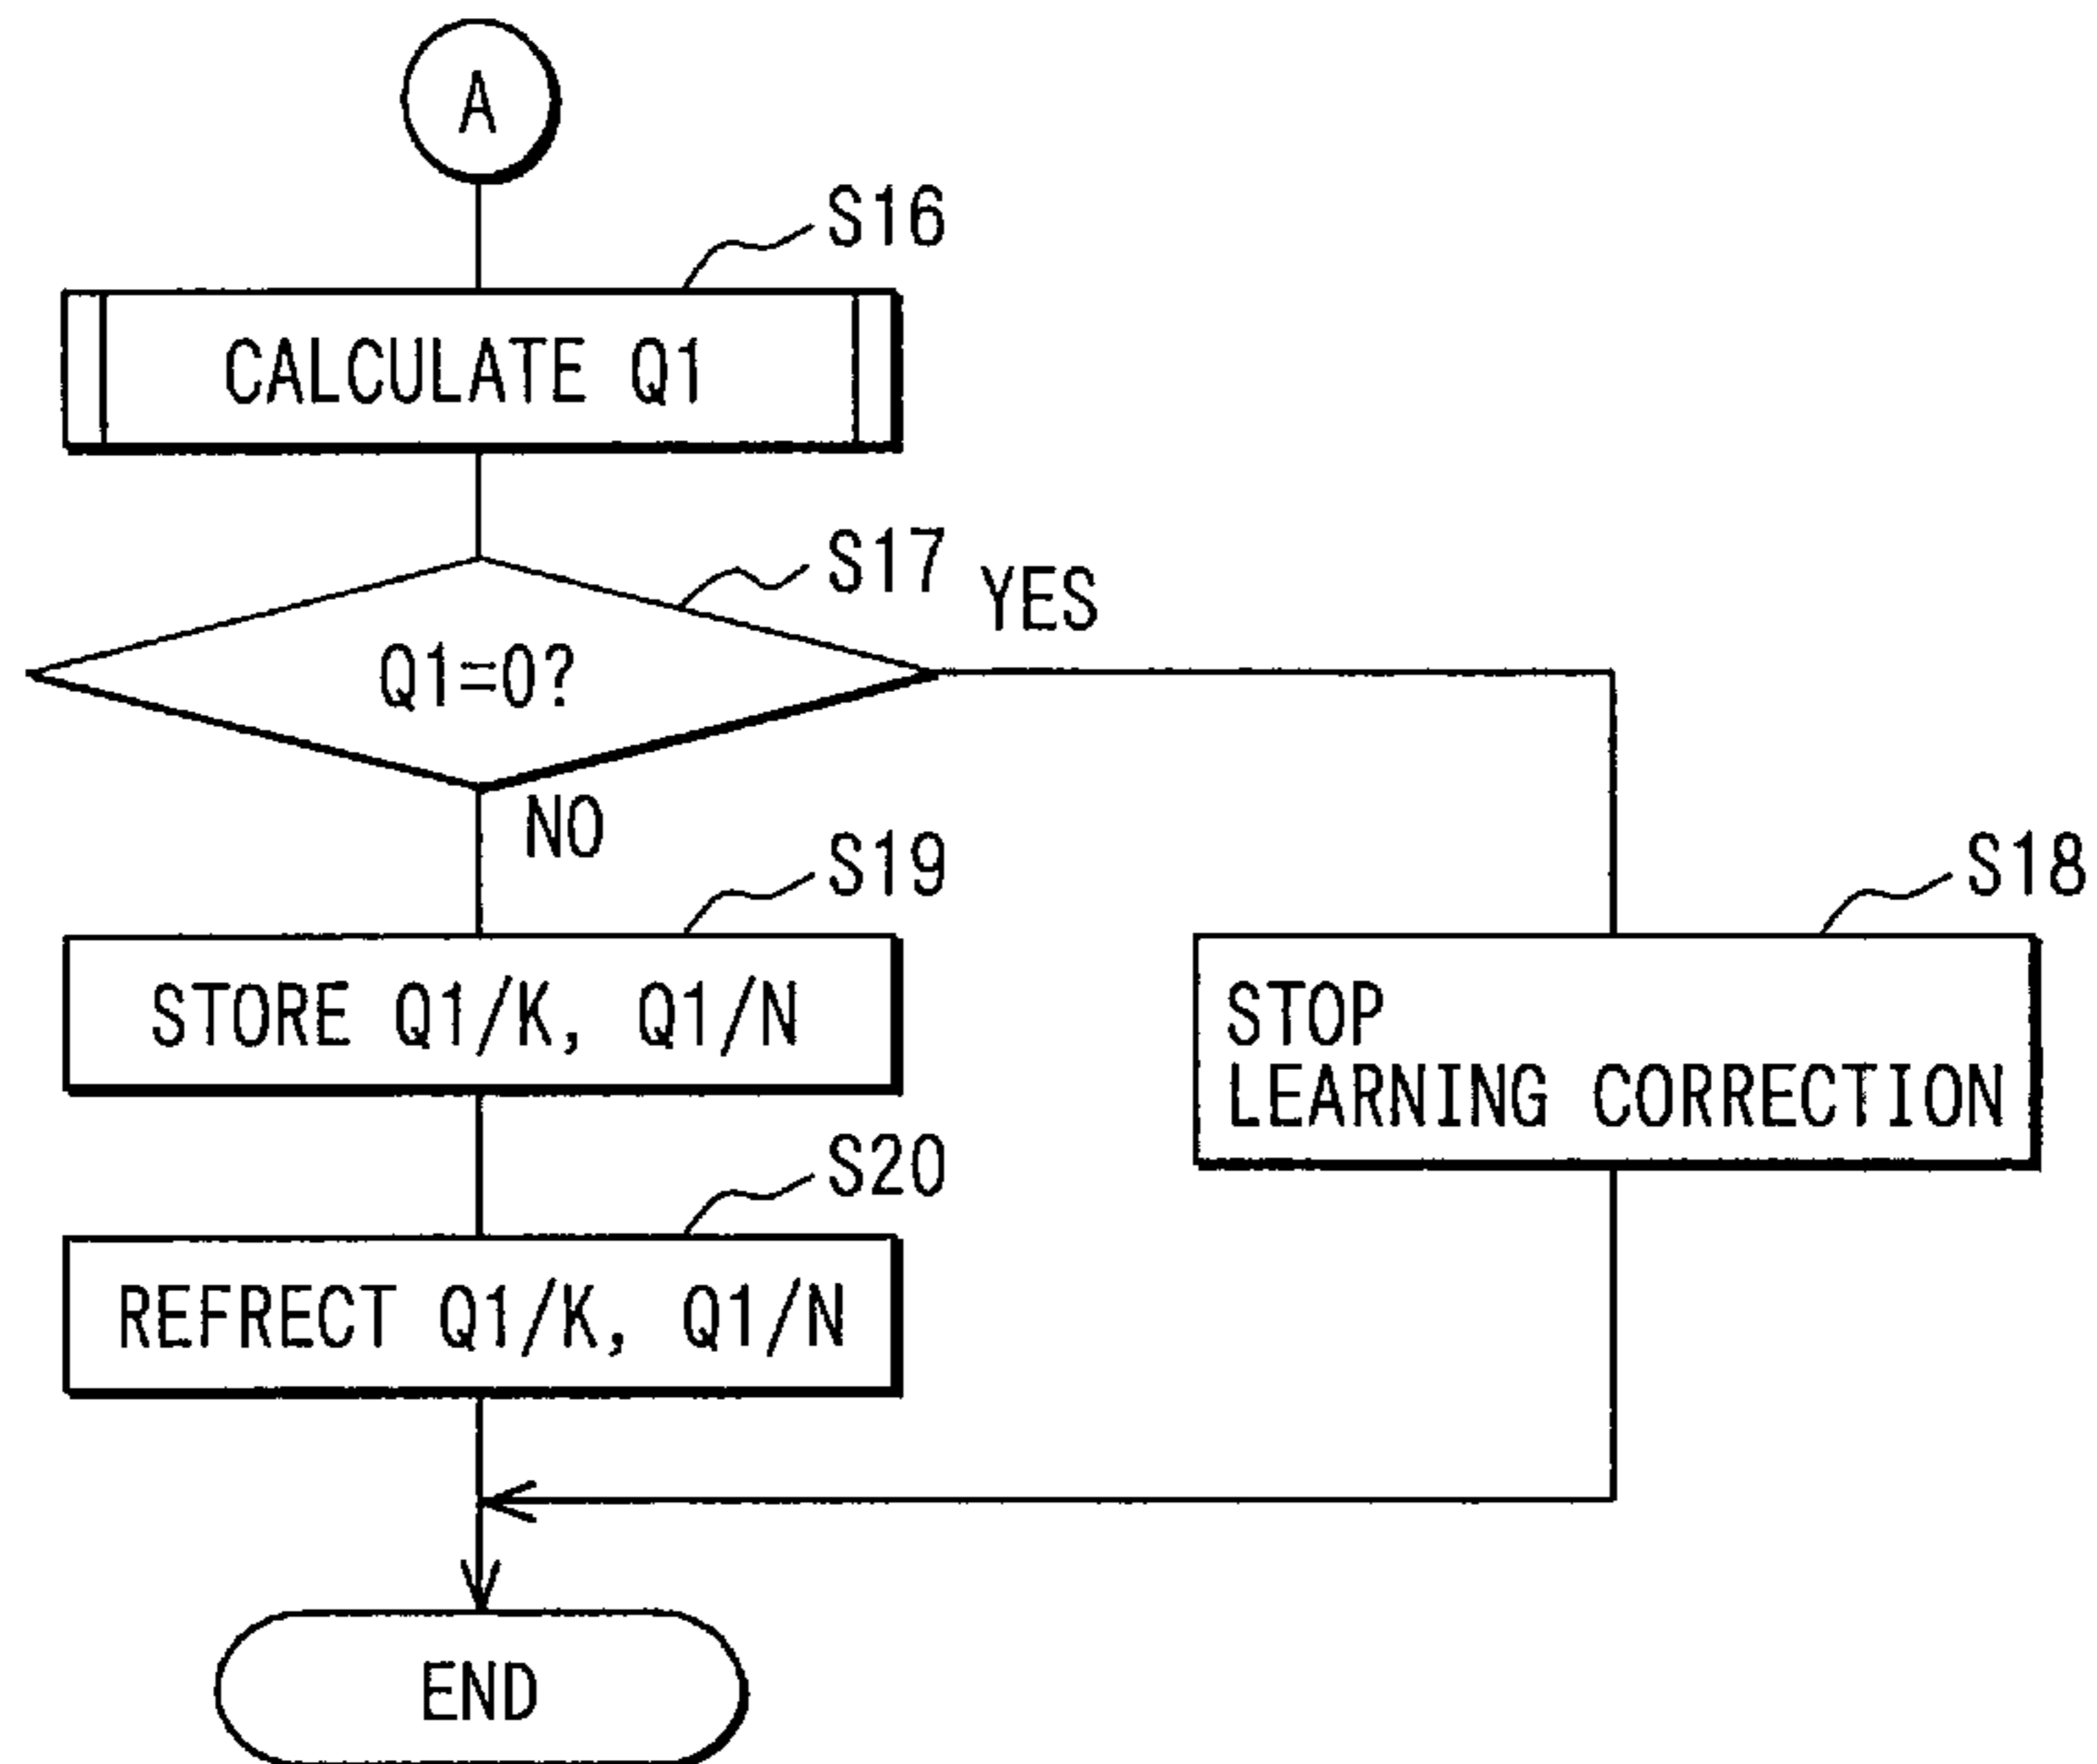 A
S16
CALCULATE Q1
S17
YES
Q1=0?
NO
S19
S18
STORE Q1/K, Q1/N
STOP
LEARNING CORRECTION
S20
REFRECT Q1/K, Q1/N
END